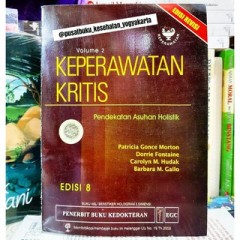 @pusatbuku_kesehatan_yogyakarta
EDISI REVISI
Volume 2
KEPERAWATAN
KRITIS
Pendekatan Asuhan Holistik
Patricia Gonce Morton
Dorrie Fontaine
Carolyn M. Hudak
Barbara M. Gallo
EDISI 8
PENERBIT BUKU KEDOKTERAN
EGC